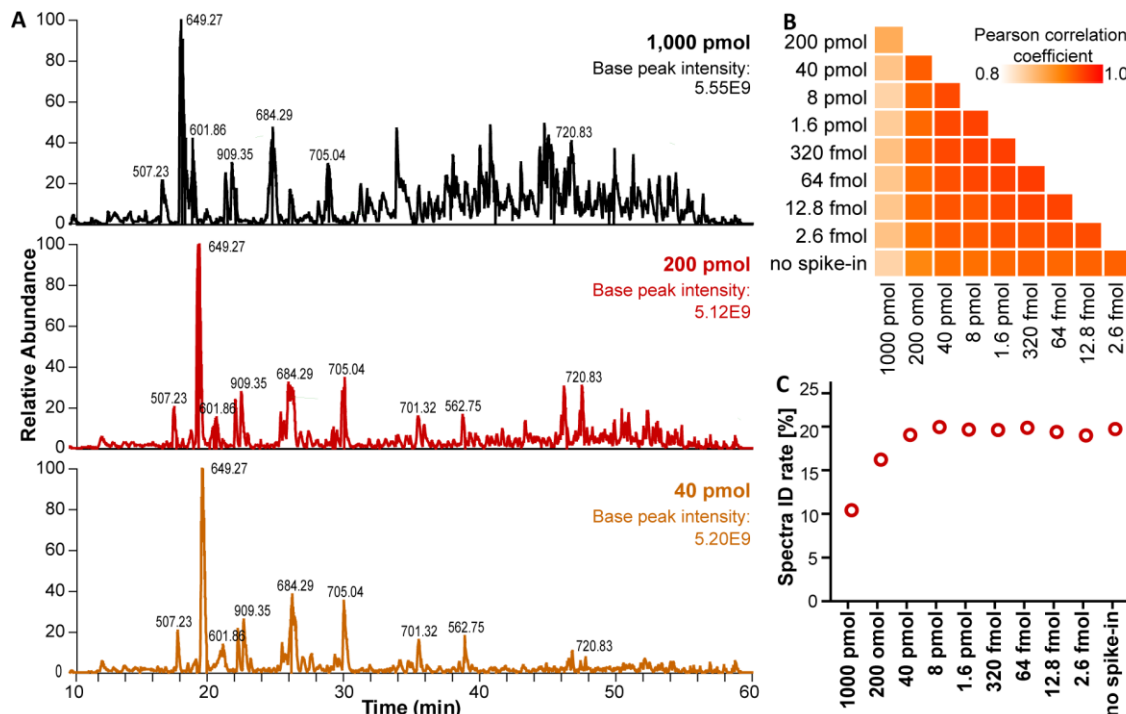 A
100
80
60
40
20
0
649.27
601.86
507.23
909.35
684.29
705.04
720.83
1,000 pmol
Base peak intensity:
5.55E9
Relative Abundance
100
80
60
40
20
0
649.27
507.23
601.86
909.35
684.29
705.04
701.32
562.75
720.83
200 pmol
Base peak intensity:
5.12E9
100
80
60
40
20
0
649.27
507.23
601.86
909.35
684.29
705.04
701.32
562.75
720.83
40 pmol
Base peak intensity:
5.20E9
10 20 30 40 50 60
Time (min)
B
Pearson correlation
coefficient
0.8 1.0
200 pmol
40 pmol
8 pmol
1.6 pmol
320 fmol
64 fmol
12.8 fmol
2.6 fmol
no spike-in
1000 pmol
200 omol
40 pmol
8 pmol
1.6 pmol
320 fmol
64 fmol
12.8 fmol
2.6 fmol
C
Spectra ID rate [%]
25
20
15
10
5
0
1000 pmol
200 omol
40 pmol
8 pmol
1.6 pmol
320 fmol
64 fmol
12.8 fmol
2.6 fmol
no spike-in